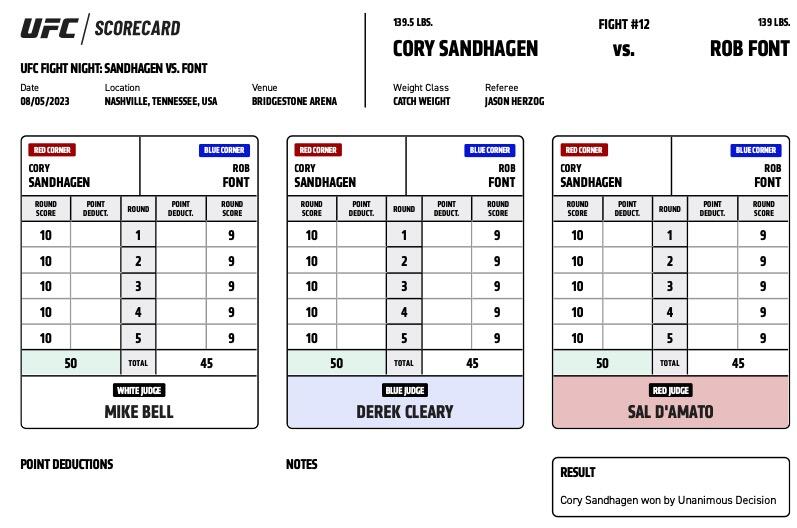 UFC / SCORECARD
UFC FIGHT NIGHT: SANDHAGEN VS. FONT
Date Location Venue
08/05/2023 NASHVILLE, TENNESSEE, USA BRIDGESTONE ARENA
139.5 LBS. FIGHT #12 139 LBS.
CORY SANDHAGEN vs. ROB FONT
Weight Class Referee
CATCH WEIGHT JASON HERZOG
RED CORNER BLUE CORNER
CORY ROB
SANDHAGEN FONT
ROUND SCORE POINT DEDUCT. ROUND POINT DEDUCT. ROUND SCORE
10 1 9
10 2 9
10 3 9
10 4 9
10 5 9
50 TOTAL 45
WHITE JUDGE
MIKE BELL
RED CORNER BLUE CORNER
CORY ROB
SANDHAGEN FONT
ROUND SCORE POINT DEDUCT. ROUND POINT DEDUCT. ROUND SCORE
10 1 9
10 2 9
10 3 9
10 4 9
10 5 9
50 TOTAL 45
BLUE JUDGE
DEREK CLEARY
RED CORNER BLUE CORNER
CORY ROB
SANDHAGEN FONT
ROUND SCORE POINT DEDUCT. ROUND POINT DEDUCT. ROUND SCORE
10 1 9
10 2 9
10 3 9
10 4 9
10 5 9
50 TOTAL 45
RED JUDGE
SAL D'AMATO
POINT DEDUCTIONS
NOTES
RESULT
Cory Sandhagen won by Unanimous Decision